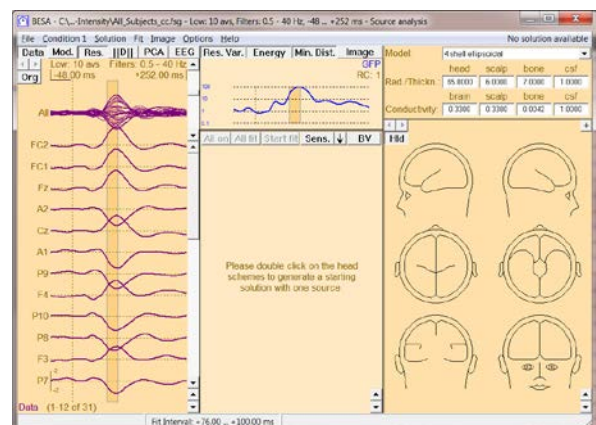 BESA - C:\...-Intensity\All_Subjects_cc.fsg - Low: 10 avs, Filters: 0.5 - 40 Hz, -48 ... +252 ms - Source analysis
File Condition 1 Solution Fit Image Options Help No solution available
Data Mod. Res. ||D|| PCA EEG Res. Var. Energy Min. Dist. Image
Low: 10 avs Filters: 0.5 - 40 Hz
Org -48.00 ms +252.00 ms
GFP
RC: 1
Model: 4 shell ellipsoidal
head scalp bone csf
Rad./Thickn.: 85.0000 6.0000 7.0000 1.0000
brain scalp bone csf
Conductivity: 0.3300 0.3300 0.0042 1.0000
All on All fit Start fit Sens. BV
Hld
All
FC2
FC1
Fz
A2
Cz
A1
P9
F4
P10
P8
F3
P7
Please double click on the head
schemes to generate a starting
solution with one source
Data (1-12 of 31)
Fit Interval: +76.00 ... +100.00 ms